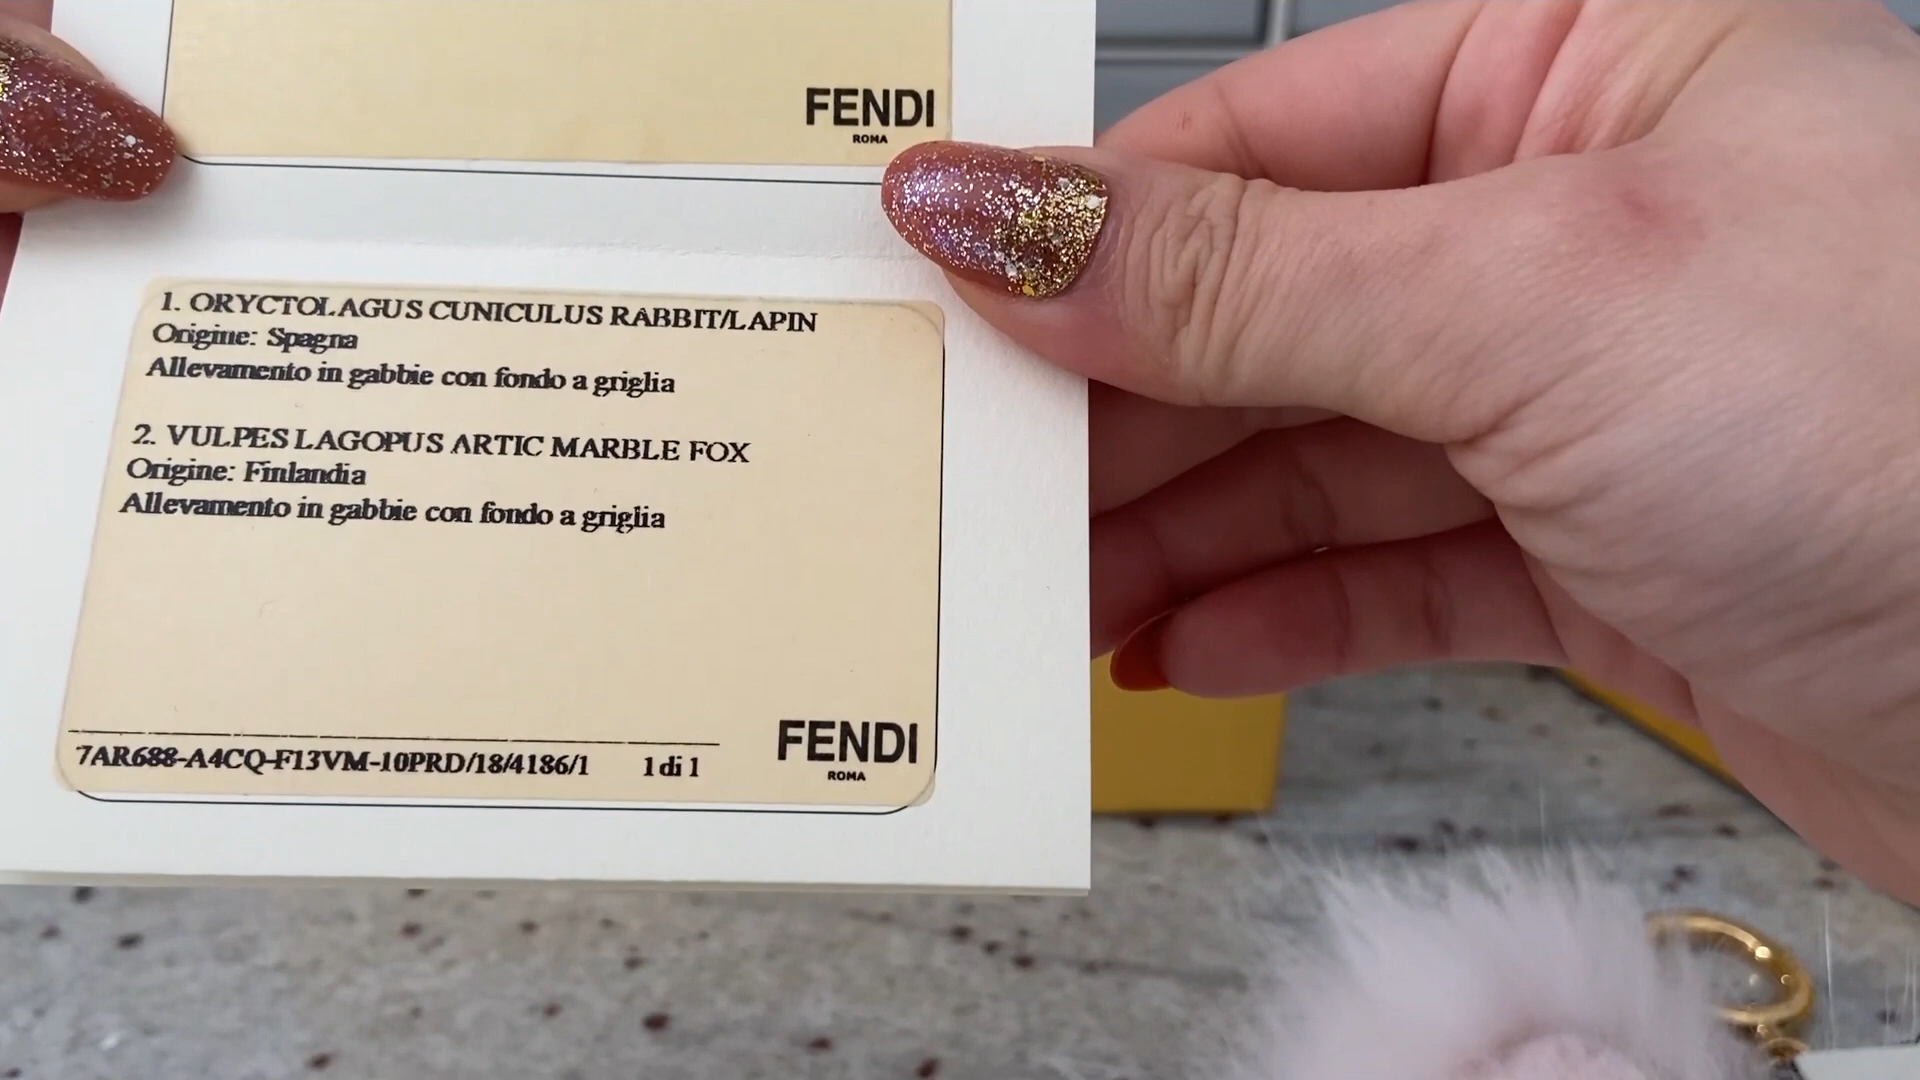 FENDI
ROMA
1. ORYCTOLAGUS CUNICULUS RABBIT/LAPIN
Origine: Spagna
Allevamento in gabbie con fondo a griglia
2. VULPES LAGOPUS ARTIC MARBLE FOX
Origine: Finlandia
Allevamento in gabbie con fondo a griglia
7AR688-A4CQ-F13VM-10PRD/18/4186/1 1 di 1
FENDI
ROMA